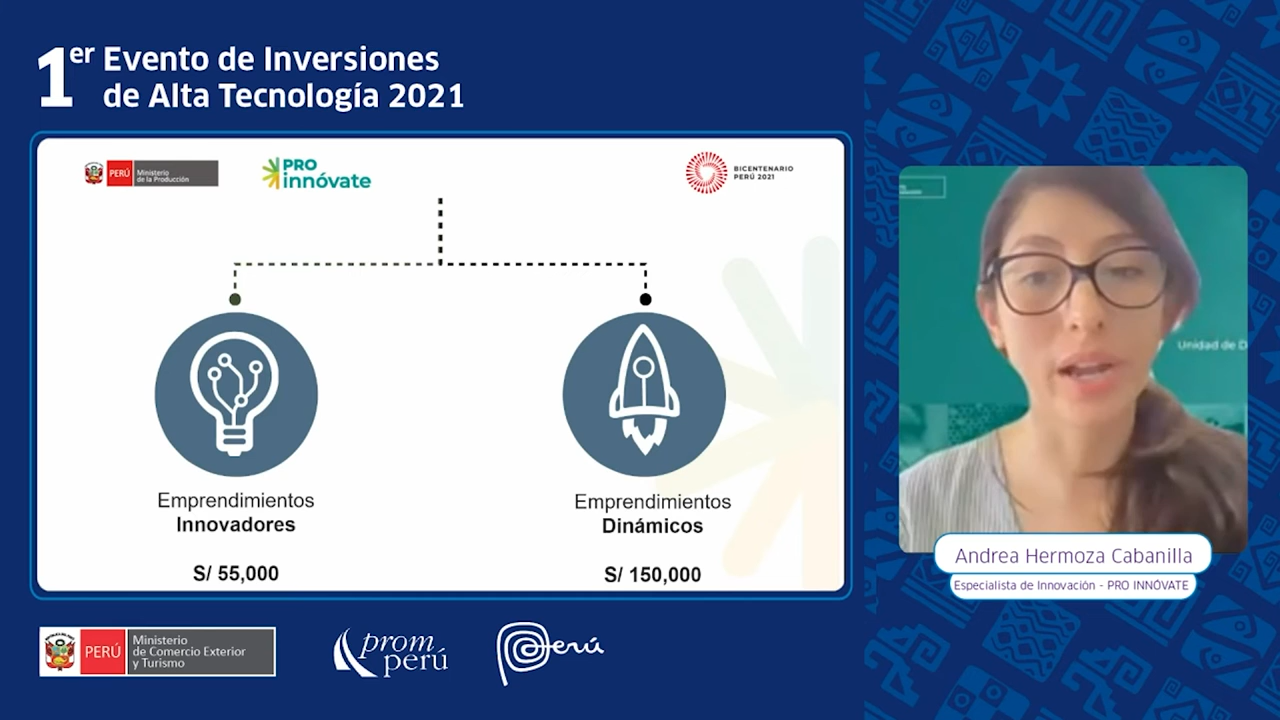 1er Evento de Inversiones
de Alta Tecnología 2021
PERÚ Ministerio
de la Producción
PRO
innóvate
BICENTENARIO
PERÚ 2021
Emprendimientos
Innovadores
S/ 55,000
Emprendimientos
Dinámicos
S/ 150,000
Unidad de D
Andrea Hermoza Cabanilla
Especialista de Innovación - PRO INNÓVATE
PERÚ
Ministerio
de Comercio Exterior
y Turismo
prom
perú
Perú